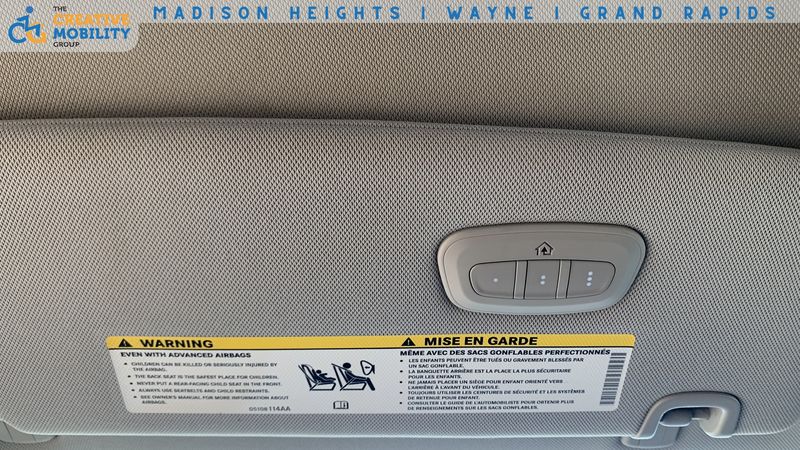 THE
CREATIVE
MOBILITY
GROUP
MADISON HEIGHTS | WAYNE | GRAND RAPIDS
WARNING
EVEN WITH ADVANCED AIRBAGS
• CHILDREN CAN BE KILLED OR SERIOUSLY INJURED BY
THE AIRBAG.
• THE BACK SEAT IS THE SAFEST PLACE FOR CHILDREN.
• NEVER PUT A REAR-FACING CHILD SEAT IN THE FRONT.
• ALWAYS USE SEATBELTS AND CHILD RESTRAINTS.
• SEE OWNER'S MANUAL FOR MORE INFORMATION ABOUT
AIRBAGS.
05108114AA
MISE EN GARDE
MÊME AVEC DES SACS GONFLABLES PERFECTIONNÉS
• LES ENFANTS PEUVENT ÊTRE TUÉS OU GRAVEMENT BLESSÉS PAR
UN SAC GONFLABLE.
• LA BANQUETTE ARRIÈRE EST LA PLACE LA PLUS SÉCURITAIRE
POUR LES ENFANTS.
• NE JAMAIS PLACER UN SIÈGE POUR ENFANT ORIENTÉ VERS
L'ARRIÈRE À L'AVANT DU VÉHICULE.
• TOUJOURS UTILISER LES CEINTURES DE SÉCURITÉ ET LES SYSTÈMES
DE RETENUE POUR ENFANT.
• CONSULTER LE GUIDE DE L'AUTOMOBILISTE POUR OBTENIR PLUS
DE RENSEIGNEMENTS SUR LES SACS GONFLABLES.